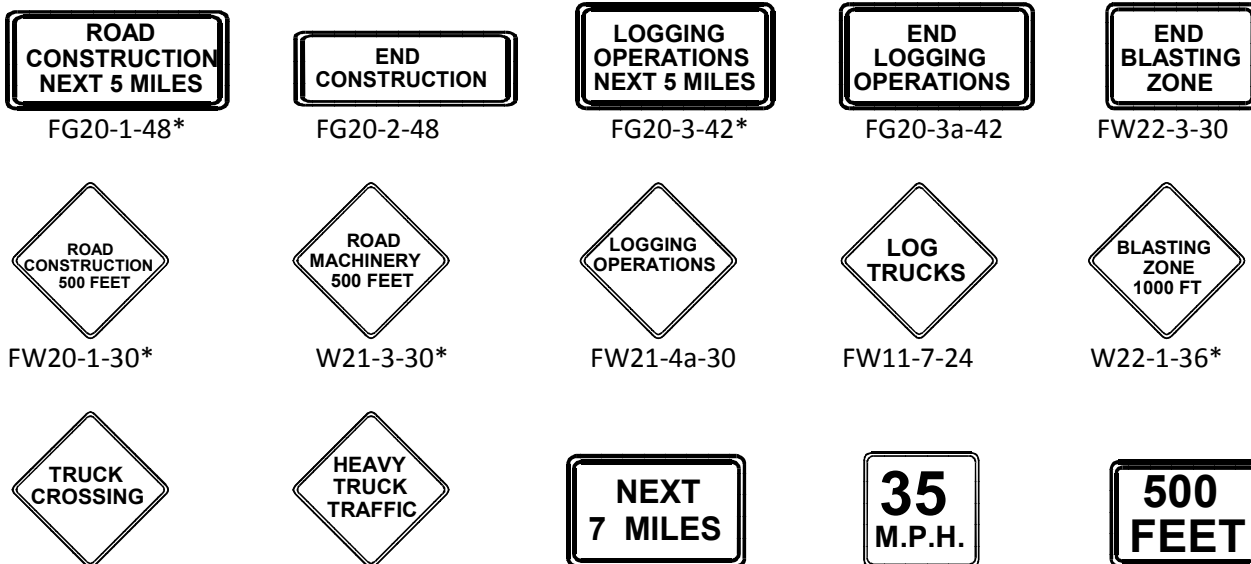 ROAD
CONSTRUCTION
NEXT 5 MILES
FG20-1-48*
END
CONSTRUCTION
FG20-2-48
LOGGING
OPERATIONS
NEXT 5 MILES
FG20-3-42*
END
LOGGING
OPERATIONS
FG20-3a-42
END
BLASTING
ZONE
FW22-3-30
ROAD
CONSTRUCTION
500 FEET
FW20-1-30*
ROAD
MACHINERY
500 FEET
W21-3-30*
LOGGING
OPERATIONS
FW21-4a-30
LOG
TRUCKS
FW11-7-24
BLASTING
ZONE
1000 FT
W22-1-36*
TRUCK
CROSSING
HEAVY
TRUCK
TRAFFIC
NEXT
7 MILES
35
M.P.H.
500
FEET